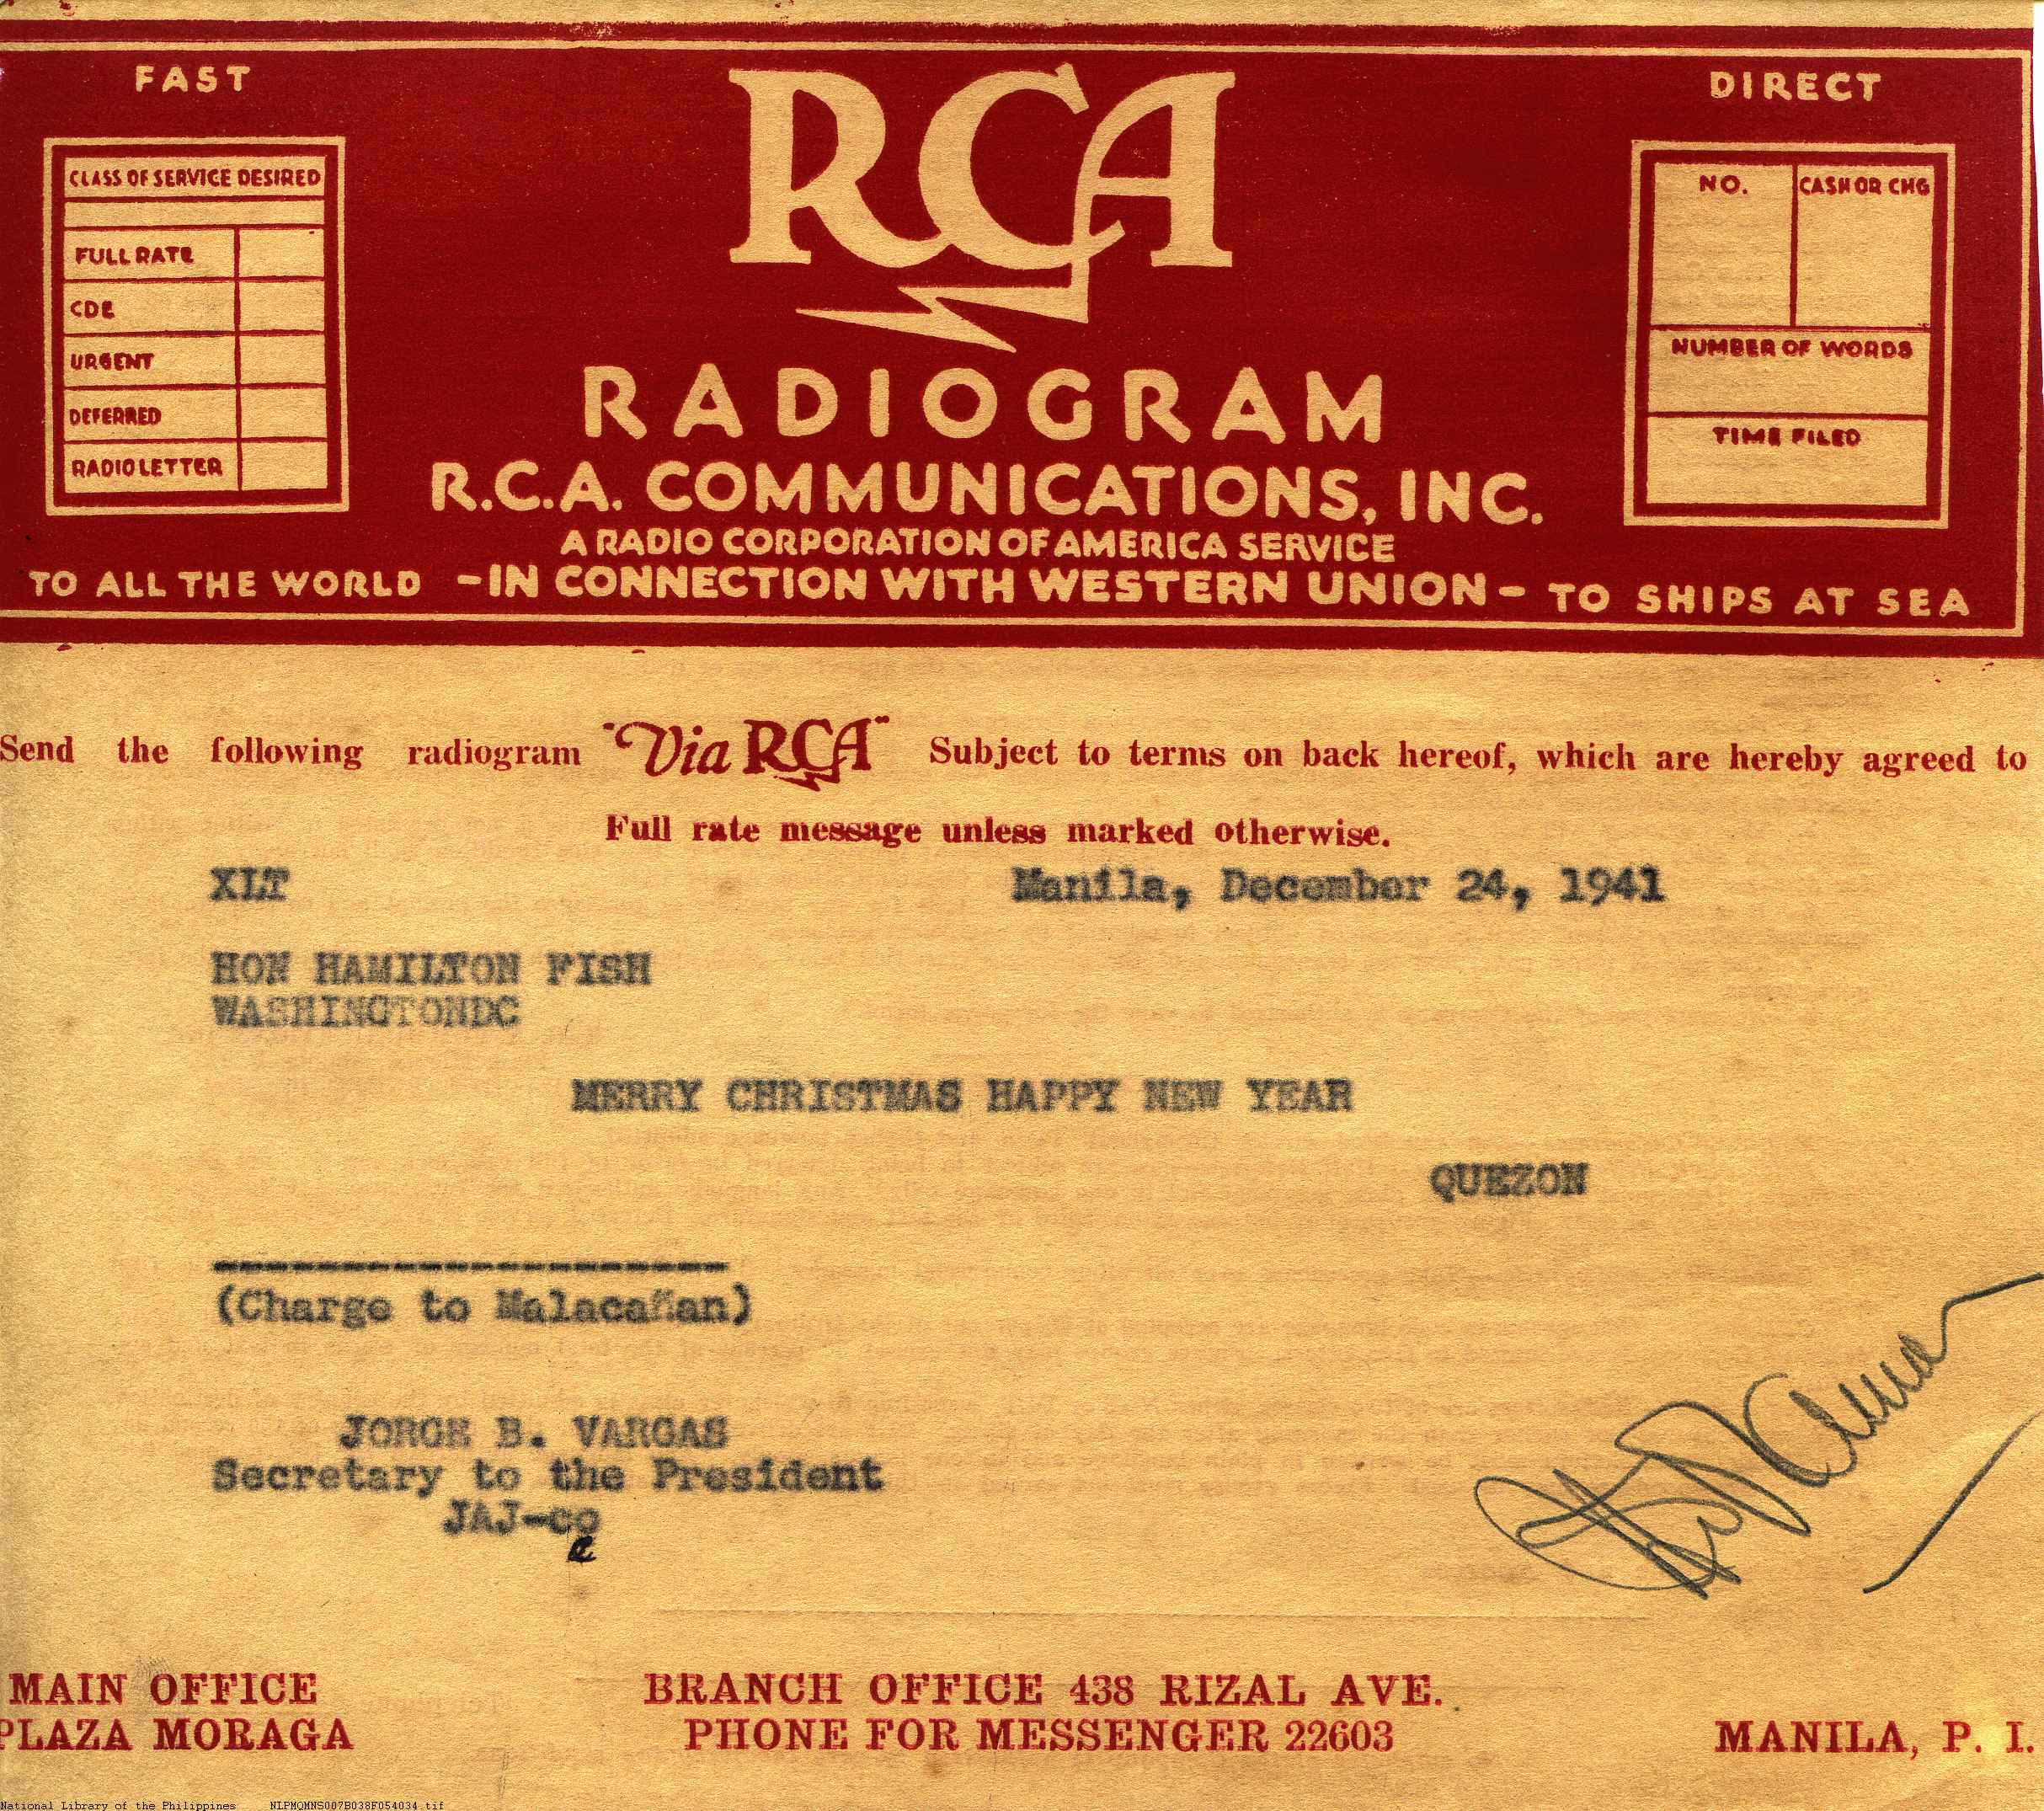 FAST
DIRECT
RCA
CLASS OF SERVICE DESIRED
FULL RATE
CDE
URGENT
DEFERRED
RADIO LETTER
NO.
CASH OR CHG
NUMBER OF WORDS
TIME FILED
RADIOGRAM
R.C.A. COMMUNICATIONS, INC.
A RADIO CORPORATION OF AMERICA SERVICE
TO ALL THE WORLD -IN CONNECTION WITH WESTERN UNION- TO SHIPS AT SEA
Send the following radiogram "Via RCA" Subject to terms on back hereof, which are hereby agreed to
Full rate message unless marked otherwise.
XLT
Manila, December 24, 1941
HON HAMILTON FISH
WASHINGTONDC
MERRY CHRISTMAS HAPPY NEW YEAR
QUEZON
--------------------
(Charge to Malacañan)
JORGE B. VARGAS
Secretary to the President
JAJ-co
MAIN OFFICE
PLAZA MORAGA
BRANCH OFFICE 438 RIZAL AVE.
PHONE FOR MESSENGER 22603
MANILA, P. I.
National Library of the Philippines NLPMQMNS007B038F054034.tif